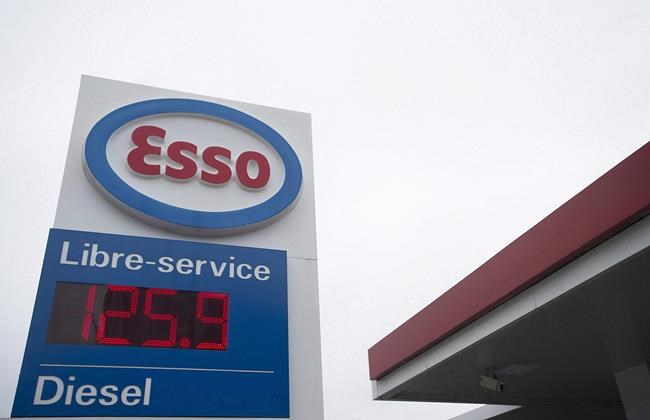 Esso
Libre-service
125.9
Diesel